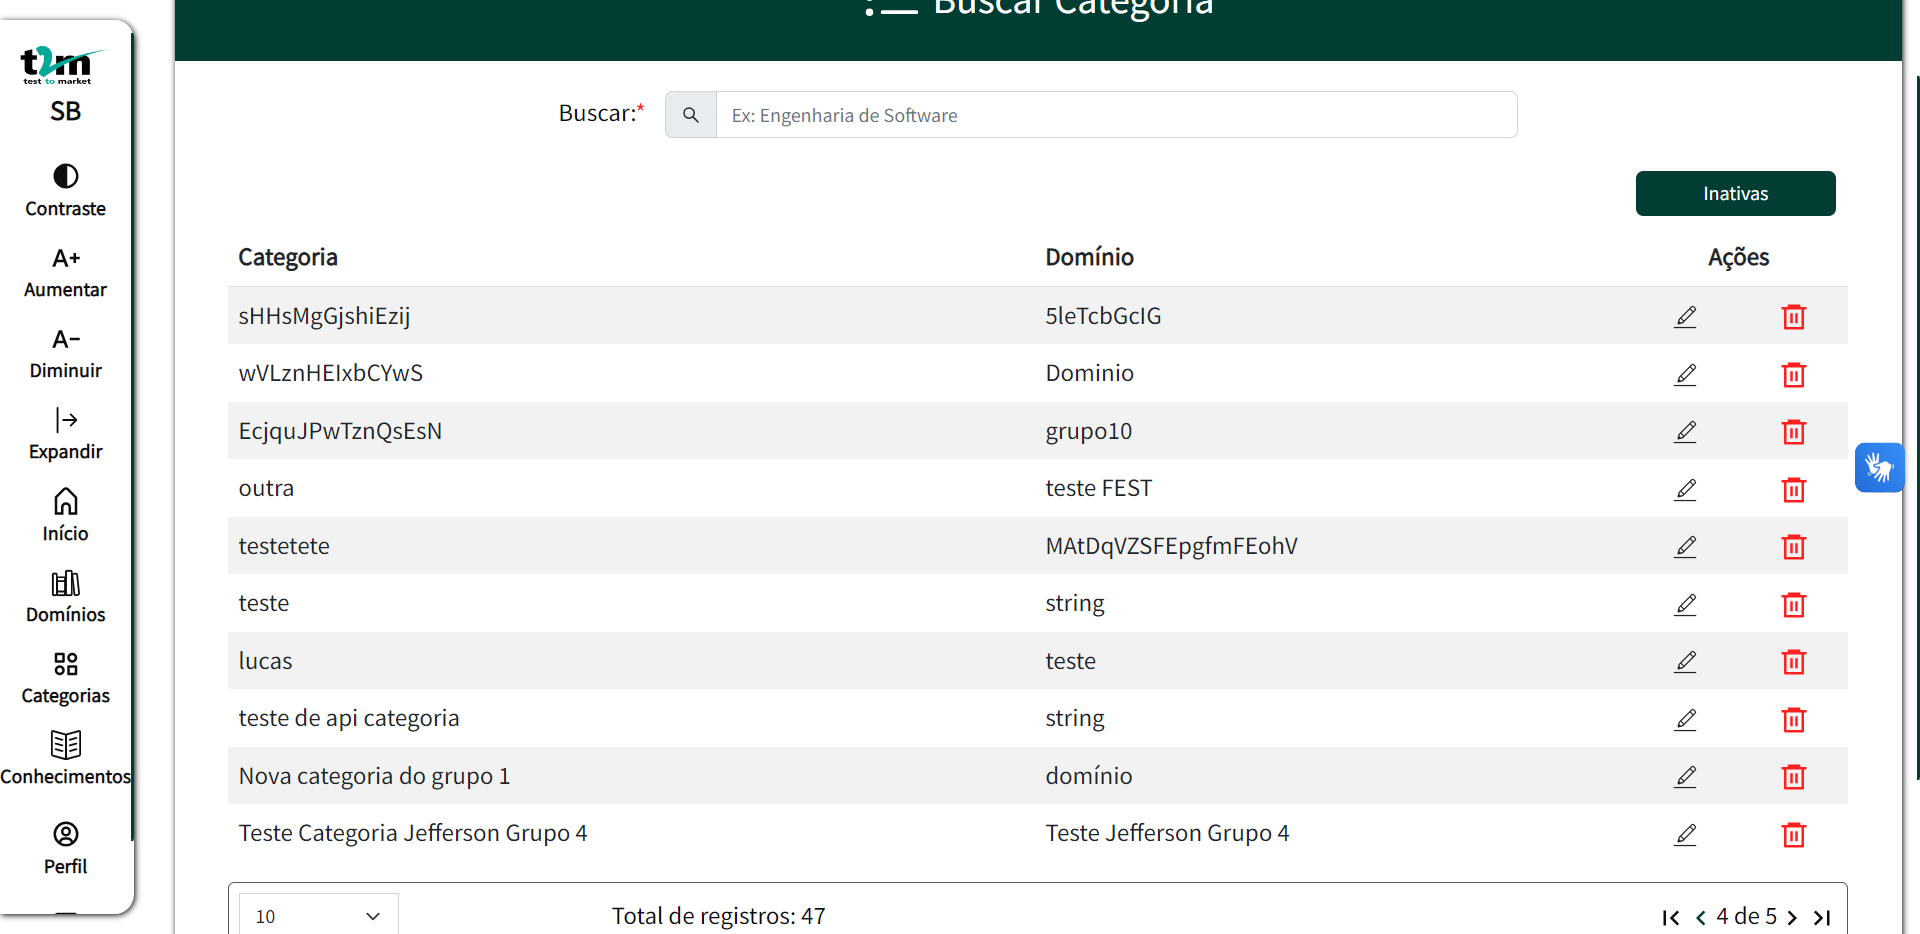 Buscar Categoria
t2m
test to market
SB
Contraste
A+
Aumentar
A-
Diminuir
Expandir
Início
Domínios
Categorias
Conhecimentos
Perfil
Buscar:*
Ex: Engenharia de Software
Inativas
Categoria Domínio Ações
sHHsMgGjshiEzij 5leTcbGcIG
wVLznHEIxbCYwS Dominio
EcjquJPwTznQsEsN grupo10
outra teste FEST
testetete MAtDqVZSFEpgfmFEohV
teste string
lucas teste
teste de api categoria string
Nova categoria do grupo 1 domínio
Teste Categoria Jefferson Grupo 4 Teste Jefferson Grupo 4
10 Total de registros: 47 4 de 5